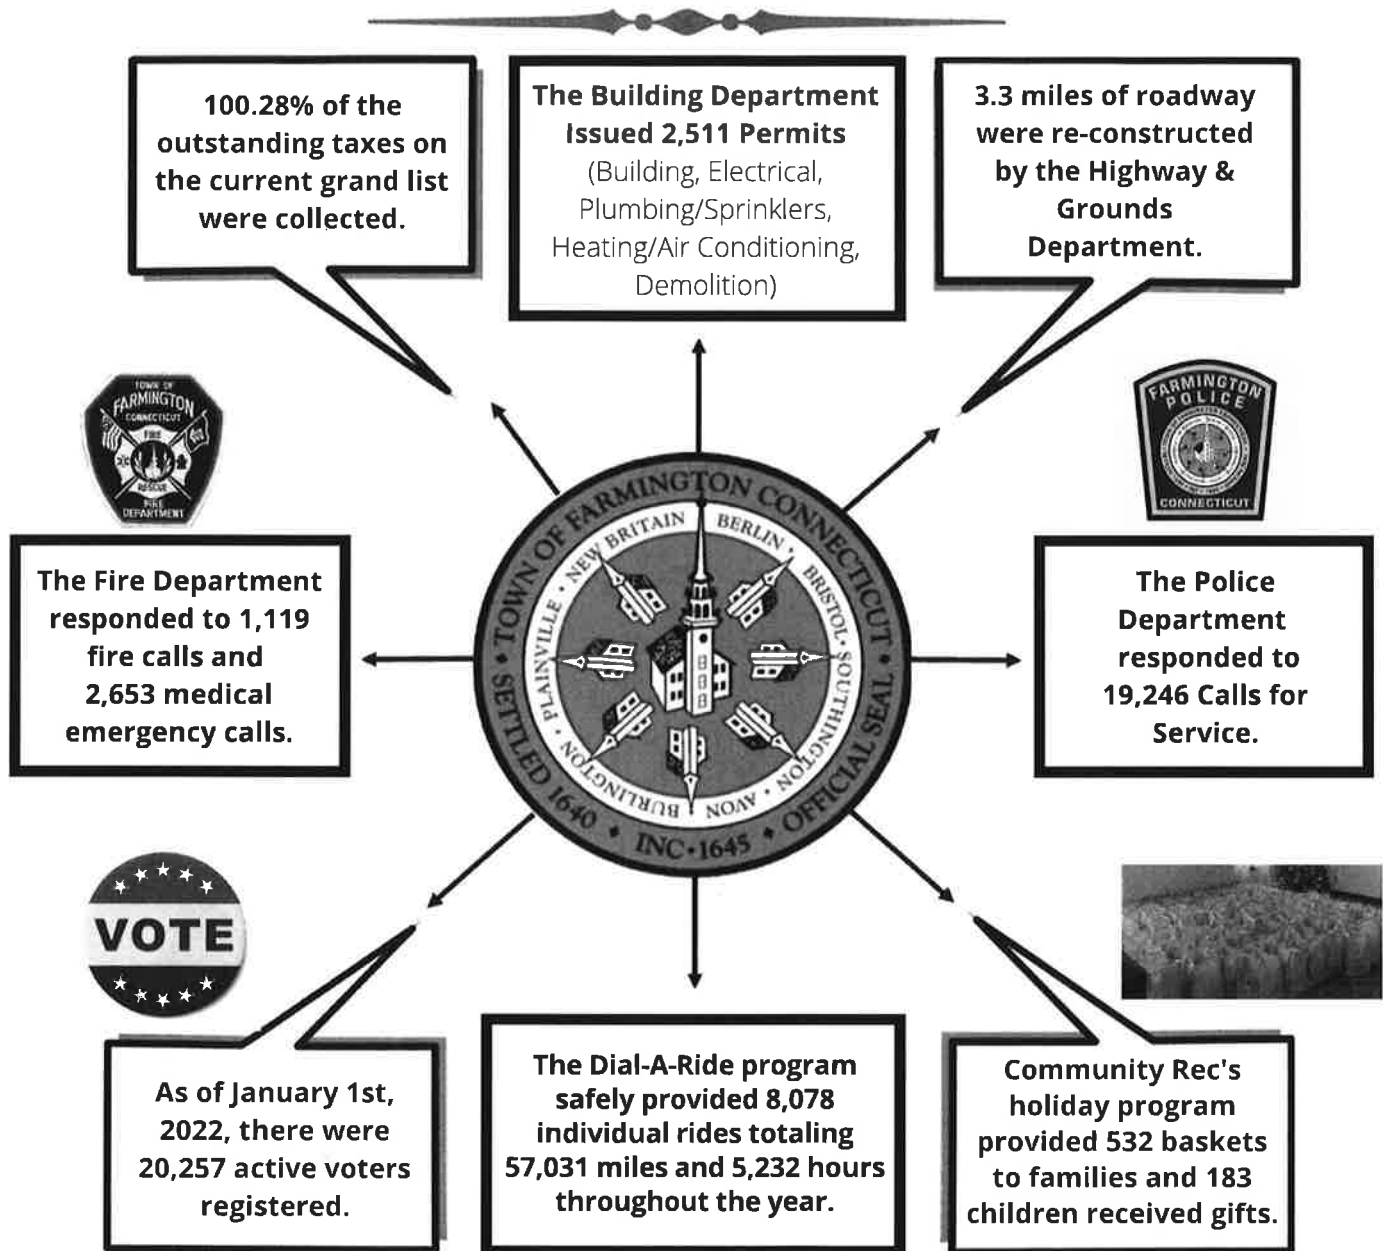 100.28% of the
outstanding taxes on
the current grand list
were collected.
The Building Department
Issued 2,511 Permits
(Building, Electrical,
Plumbing/Sprinklers,
Heating/Air Conditioning,
Demolition)
3.3 miles of roadway
were re-constructed
by the Highway &
Grounds
Department.
TOWN OF
FARMINGTON
CONNECTICUT
FIRE
RESCUE
FIRE
DEPARTMENT
FARMINGTON
POLICE
CONNECTICUT
The Fire Department
responded to 1,119
fire calls and
2,653 medical
emergency calls.
TOWN OF FARMINGTON CONNECTICUT
SETTLED 1640 ♦ INC·1645 ♦ OFFICIAL SEAL
PLAINVILLE · NEW BRITAIN
BERLIN · BRISTOL · SOUTHINGTON · AVON · BURLINGTON
The Police
Department
responded to
19,246 Calls for
Service.
VOTE
As of January 1st,
2022, there were
20,257 active voters
registered.
The Dial-A-Ride program
safely provided 8,078
individual rides totaling
57,031 miles and 5,232 hours
throughout the year.
Community Rec's
holiday program
provided 532 baskets
to families and 183
children received gifts.